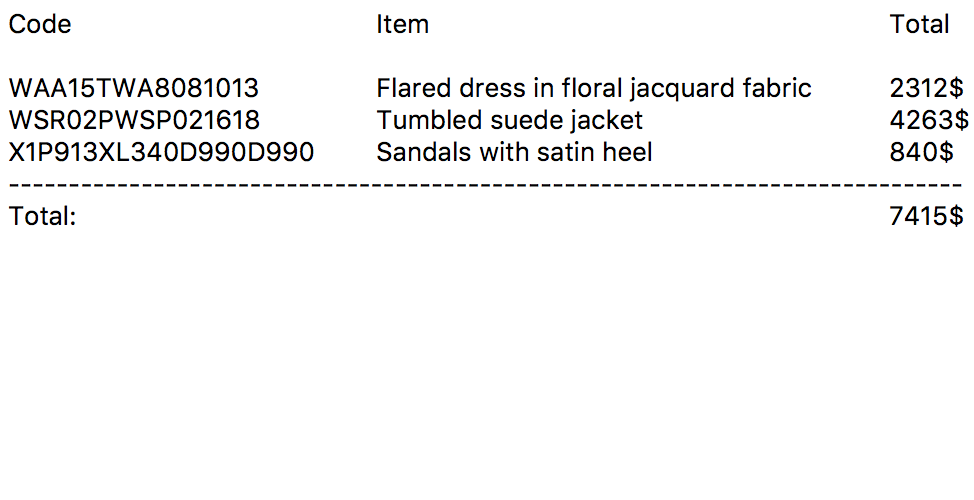 Code Item Total
WAA15TWA8081013 Flared dress in floral jacquard fabric 2312$
WSR02PWSP021618 Tumbled suede jacket 4263$
X1P913XL340D990D990 Sandals with satin heel 840$
--------------------------------------------------------------------------------
Total: 7415$